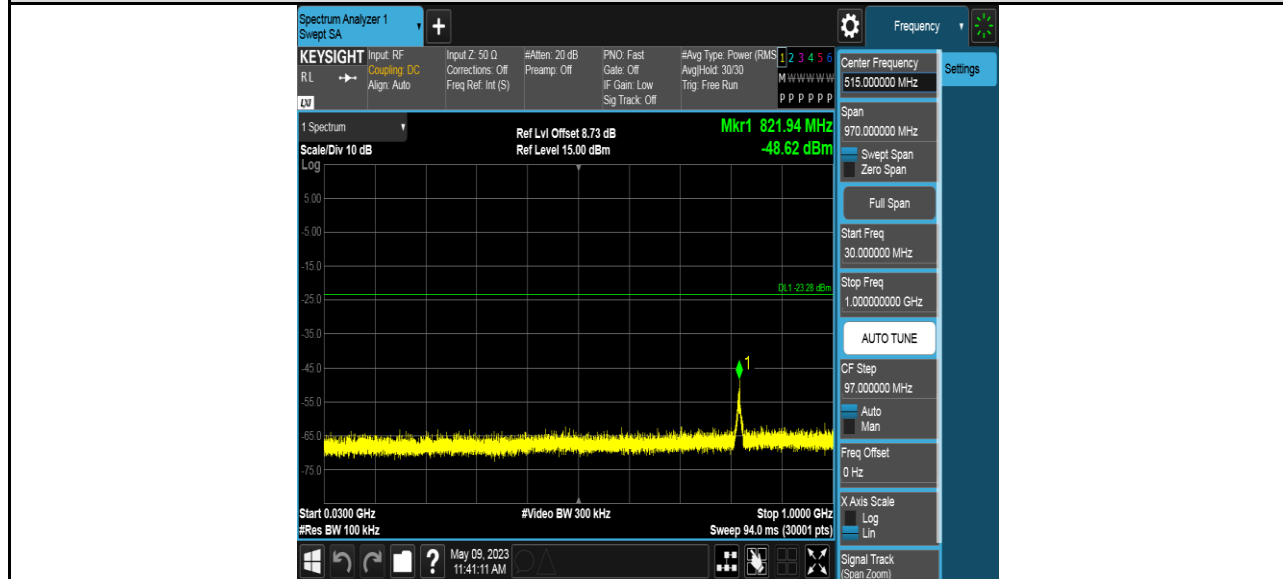 Spectrum Analyzer 1
Swept SA
+
Frequency
KEYSIGHT
RL
LXI
Input: RF
Coupling: DC
Align: Auto
Input Z: 50 Ω
Corrections: Off
Freq Ref: Int (S)
#Atten: 20 dB
Preamp: Off
PNO: Fast
Gate: Off
IF Gain: Low
Sig Track: Off
#Avg Type: Power (RMS
Avg|Hold: 30/30
Trig: Free Run
1 2 3 4 5 6
M W W W W W
P P P P P P
1 Spectrum
Scale/Div 10 dB
Ref Lvl Offset 8.73 dB
Ref Level 15.00 dBm
Mkr1 821.94 MHz
-48.62 dBm
Log
5.00
-5.00
-15.0
-25.0
-35.0
-45.0
-55.0
-65.0
-75.0
DL1 -23.28 dBm
1
Start 0.0300 GHz
#Res BW 100 kHz
#Video BW 300 kHz
Stop 1.0000 GHz
Sweep 94.0 ms (30001 pts)
?
May 09, 2023
11:41:11 AM
Center Frequency
515.000000 MHz
Span
970.000000 MHz
Swept Span
Zero Span
Full Span
Start Freq
30.000000 MHz
Stop Freq
1.000000000 GHz
AUTO TUNE
CF Step
97.000000 MHz
Auto
Man
Freq Offset
0 Hz
X Axis Scale
Log
Lin
Signal Track
(Span Zoom)
Settings